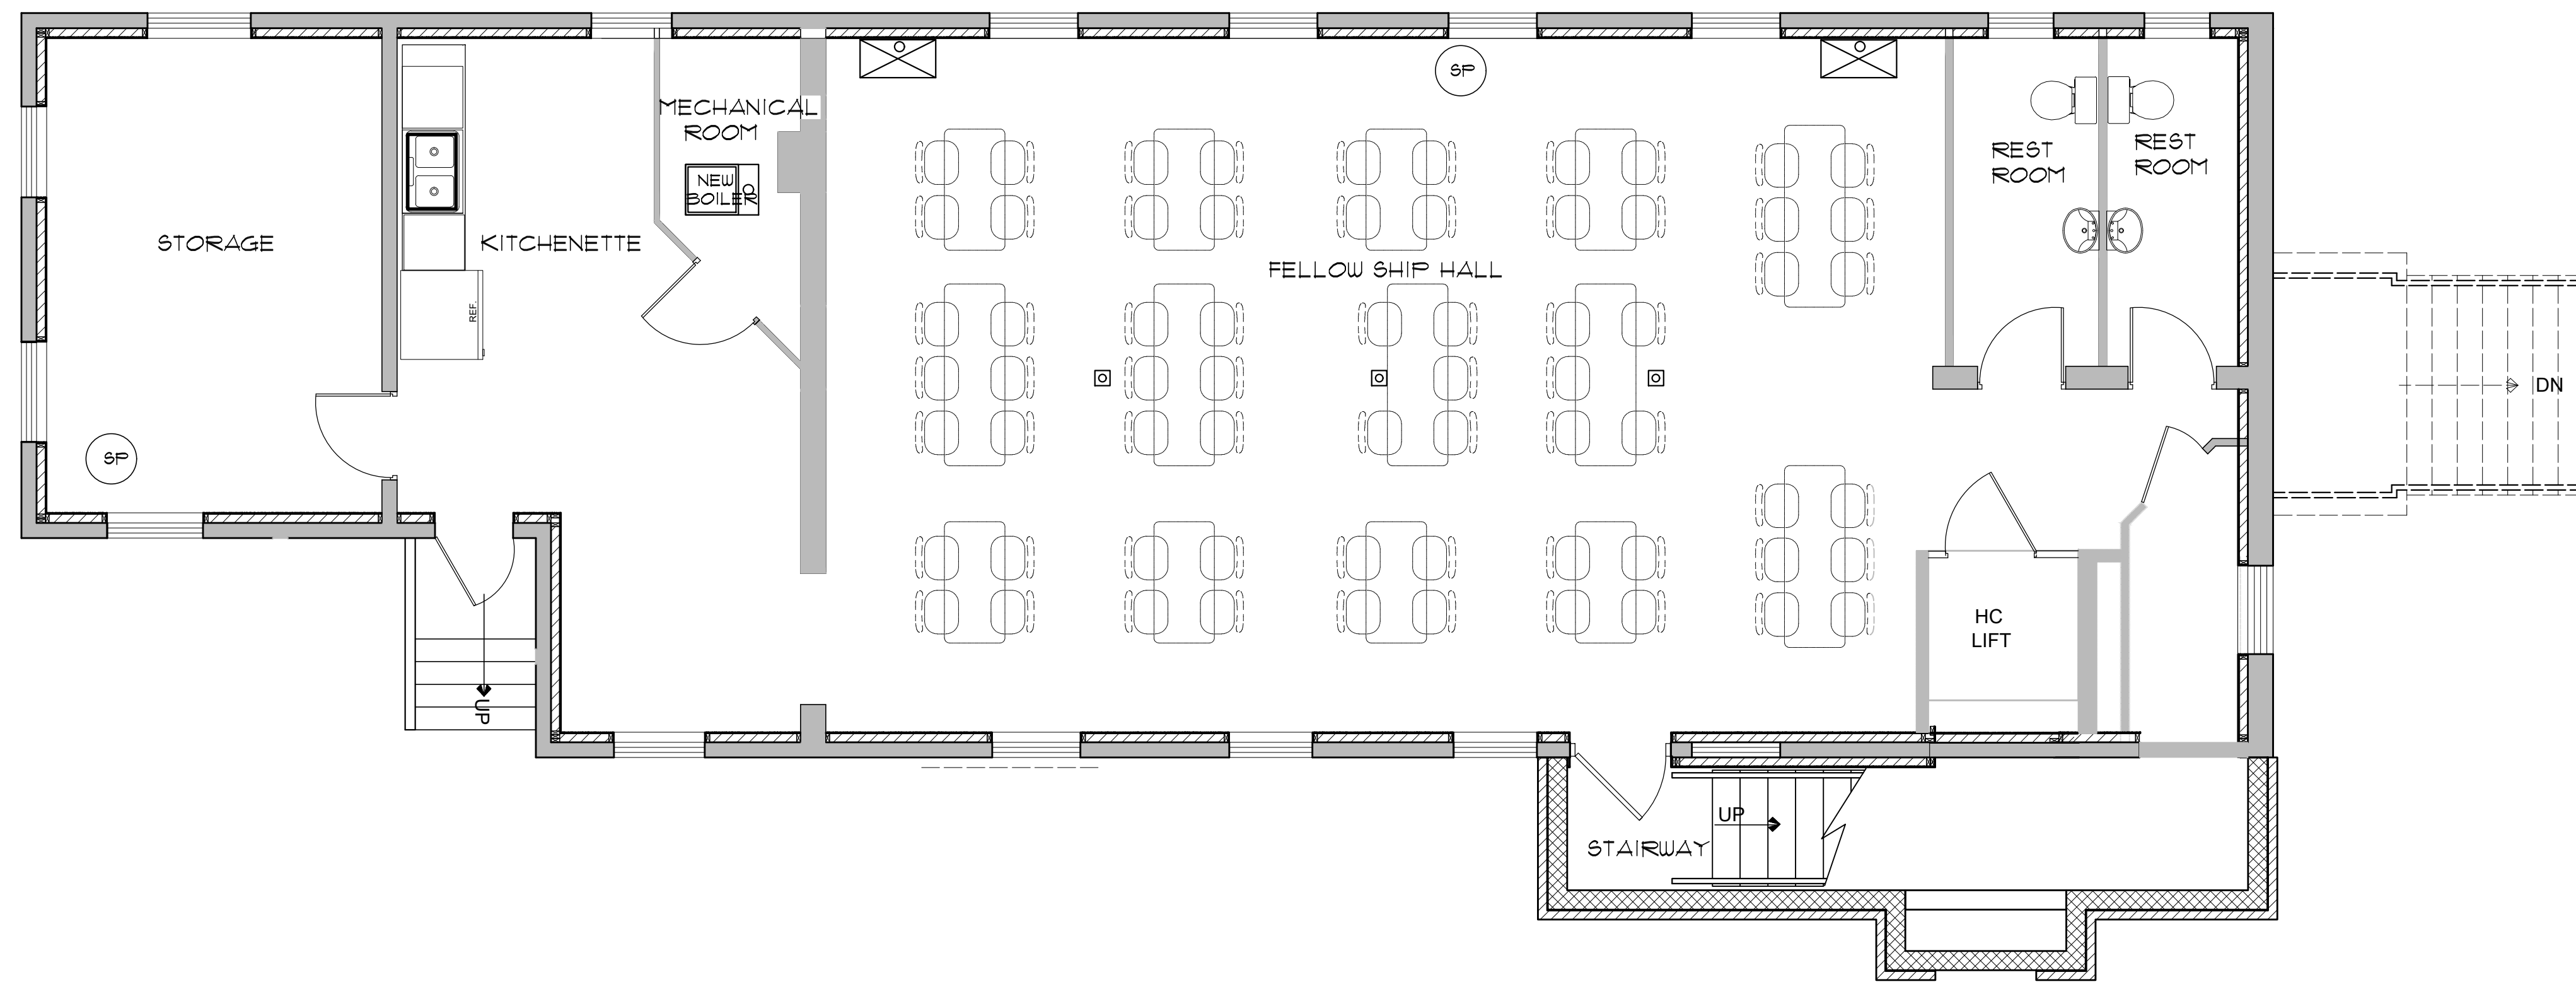 SP
MECHANICAL
ROOM
REST
ROOM
REST
ROOM
NEW
BOILER
STORAGE
KITCHENETTE
FELLOW SHIP HALL
REF.
DN
SP
HC
LIFT
UP
UP
STAIRWAY